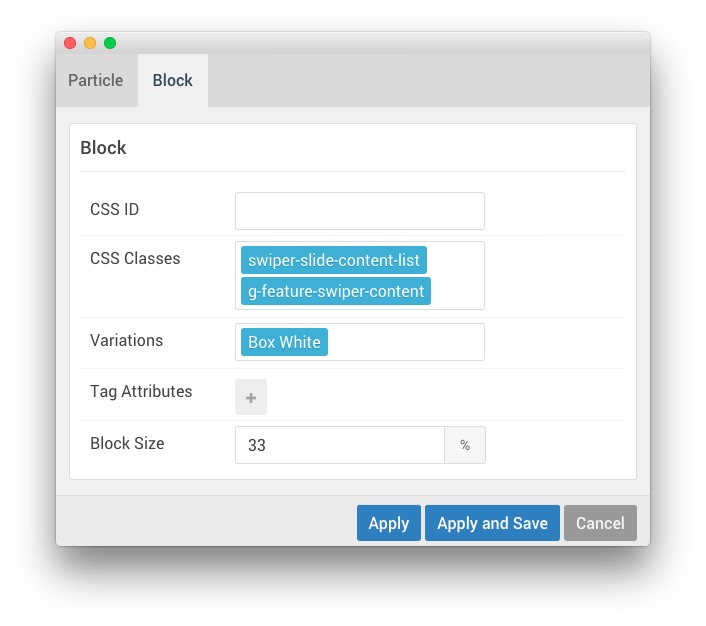 Particle Block
Block
CSS ID
CSS Classes swiper-slide-content-list
g-feature-swiper-content
Variations Box White
Tag Attributes +
Block Size 33 %
Apply Apply and Save Cancel